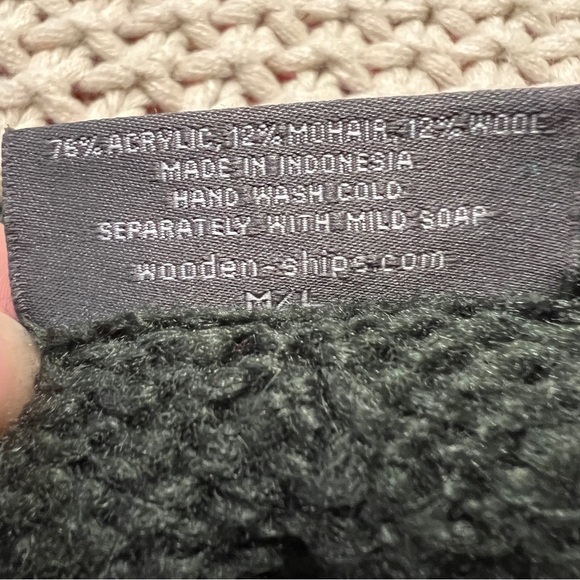 76% ACRYLIC, 12% MOHAIR, 12% WOOL
MADE IN INDONESIA
HAND WASH COLD
SEPARATELY WITH MILD SOAP
wooden-ships.com
M/L